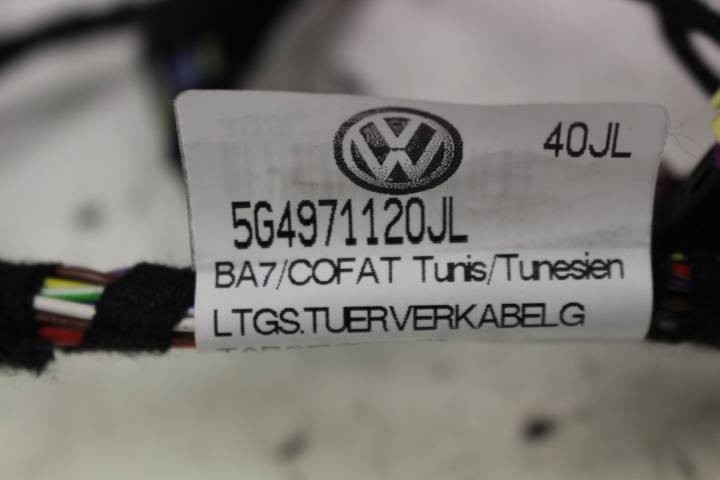 40JL
5G4971120JL
BA7/COFAT Tunis/Tunesien
LTGS.TUERVERKABELG